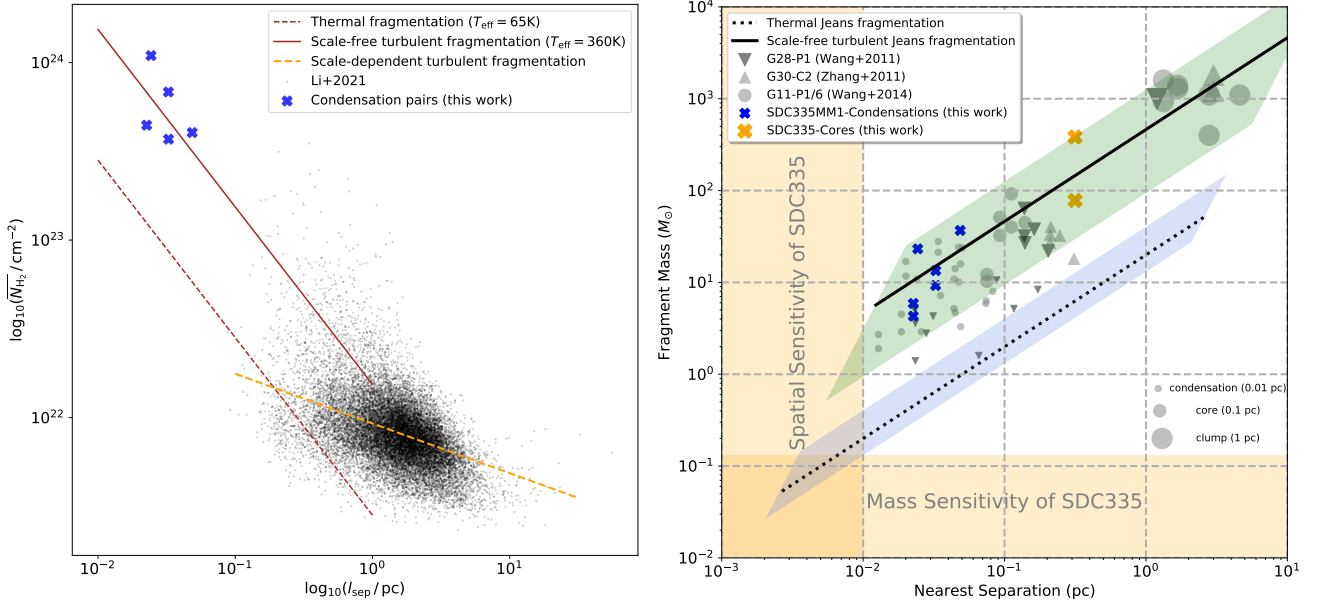 Thermal fragmentation (T_eff = 65K)
Scale-free turbulent fragmentation (T_eff = 360K)
Scale-dependent turbulent fragmentation
Li+2021
Condensation pairs (this work)
10^24
10^23
10^22
log_10(N̅_H_2 / cm^−2)
10^−2
10^−1
10^0
10^1
log_10(l_sep / pc)
Thermal Jeans fragmentation
Scale-free turbulent Jeans fragmentation
G28-P1 (Wang+2011)
G30-C2 (Zhang+2011)
G11-P1/6 (Wang+2014)
SDC335MM1-Condensations (this work)
SDC335-Cores (this work)
10^4
10^3
10^2
10^1
10^0
10^−1
10^−2
Fragment Mass (M_⊙)
Spatial Sensitivity of SDC335
Mass Sensitivity of SDC335
condensation (0.01 pc)
core (0.1 pc)
clump (1 pc)
10^−3
10^−2
10^−1
10^0
10^1
Nearest Separation (pc)